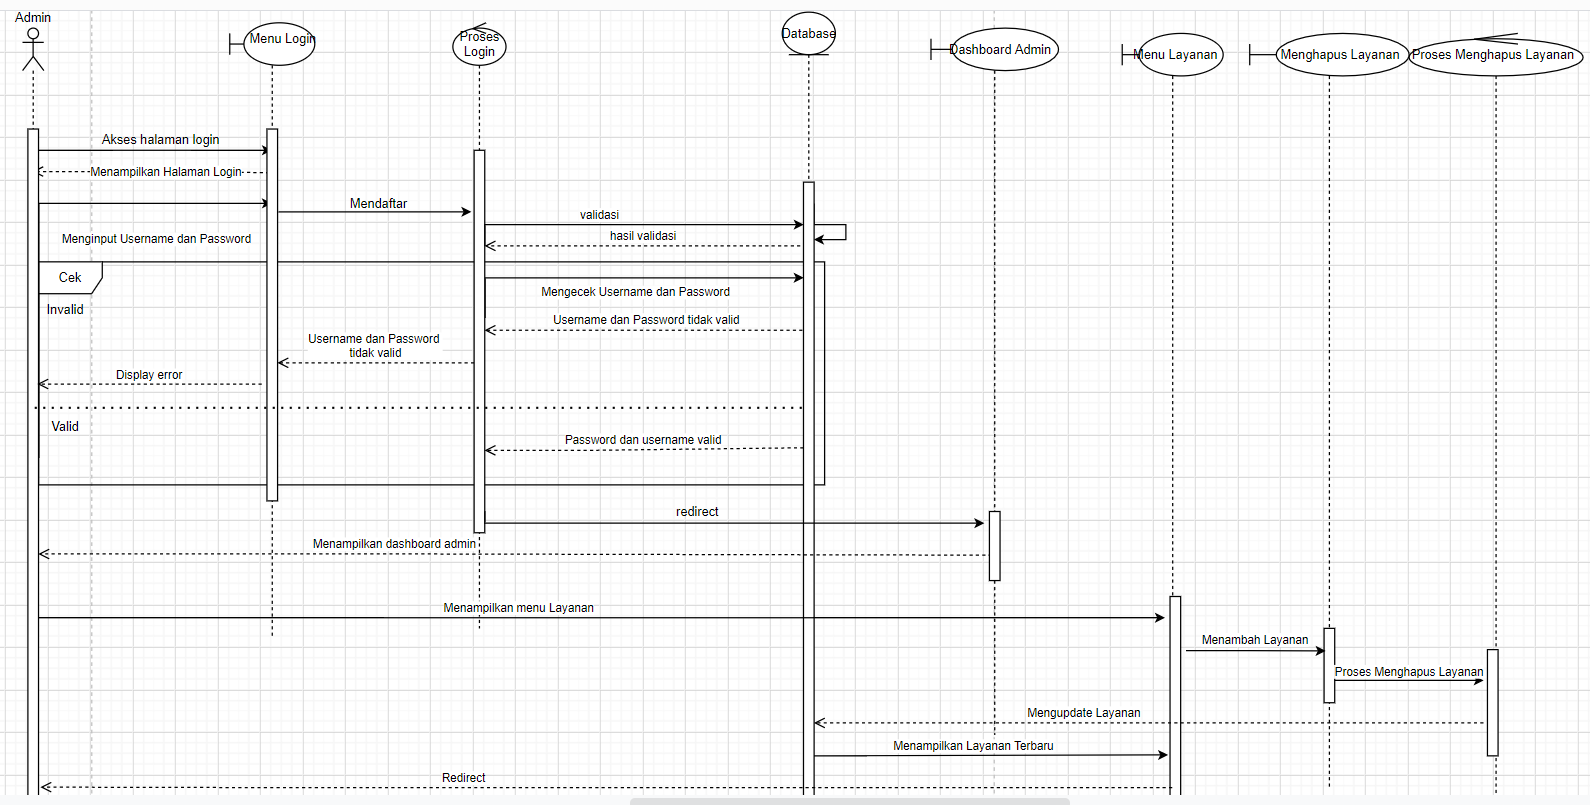 Admin
Menu Login
Proses
Login
Database
Dashboard Admin
Menu Layanan
Menghapus Layanan
Proses Menghapus Layanan
Akses halaman login
Menampilkan Halaman Login
Mendaftar
validasi
hasil validasi
Menginput Username dan Password
Cek
Mengecek Username dan Password
Invalid
Username dan Password tidak valid
Username dan Password
tidak valid
Display error
Valid
Password dan username valid
redirect
Menampilkan dashboard admin
Menampilkan menu Layanan
Menambah Layanan
Proses Menghapus Layanan
Mengupdate Layanan
Menampilkan Layanan Terbaru
Redirect